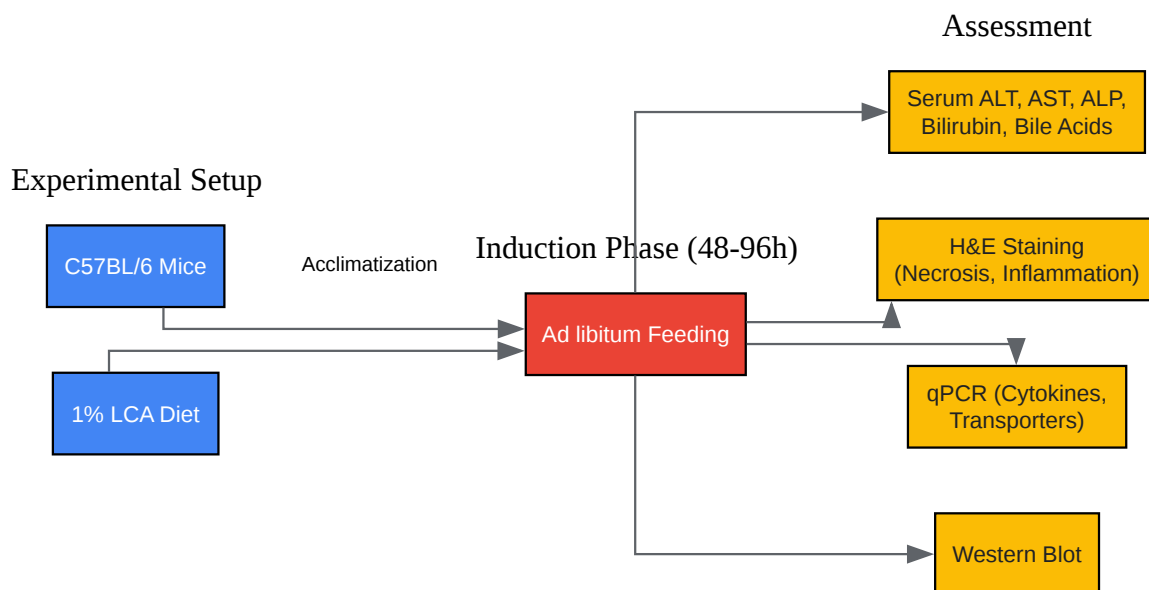 Experimental Setup
C57BL/6 Mice
1% LCA Diet
Acclimatization
Induction Phase (48-96h)
Ad libitum Feeding
Assessment
Serum ALT, AST, ALP,
Bilirubin, Bile Acids
H&E Staining
(Necrosis, Inflammation)
qPCR (Cytokines,
Transporters)
Western Blot